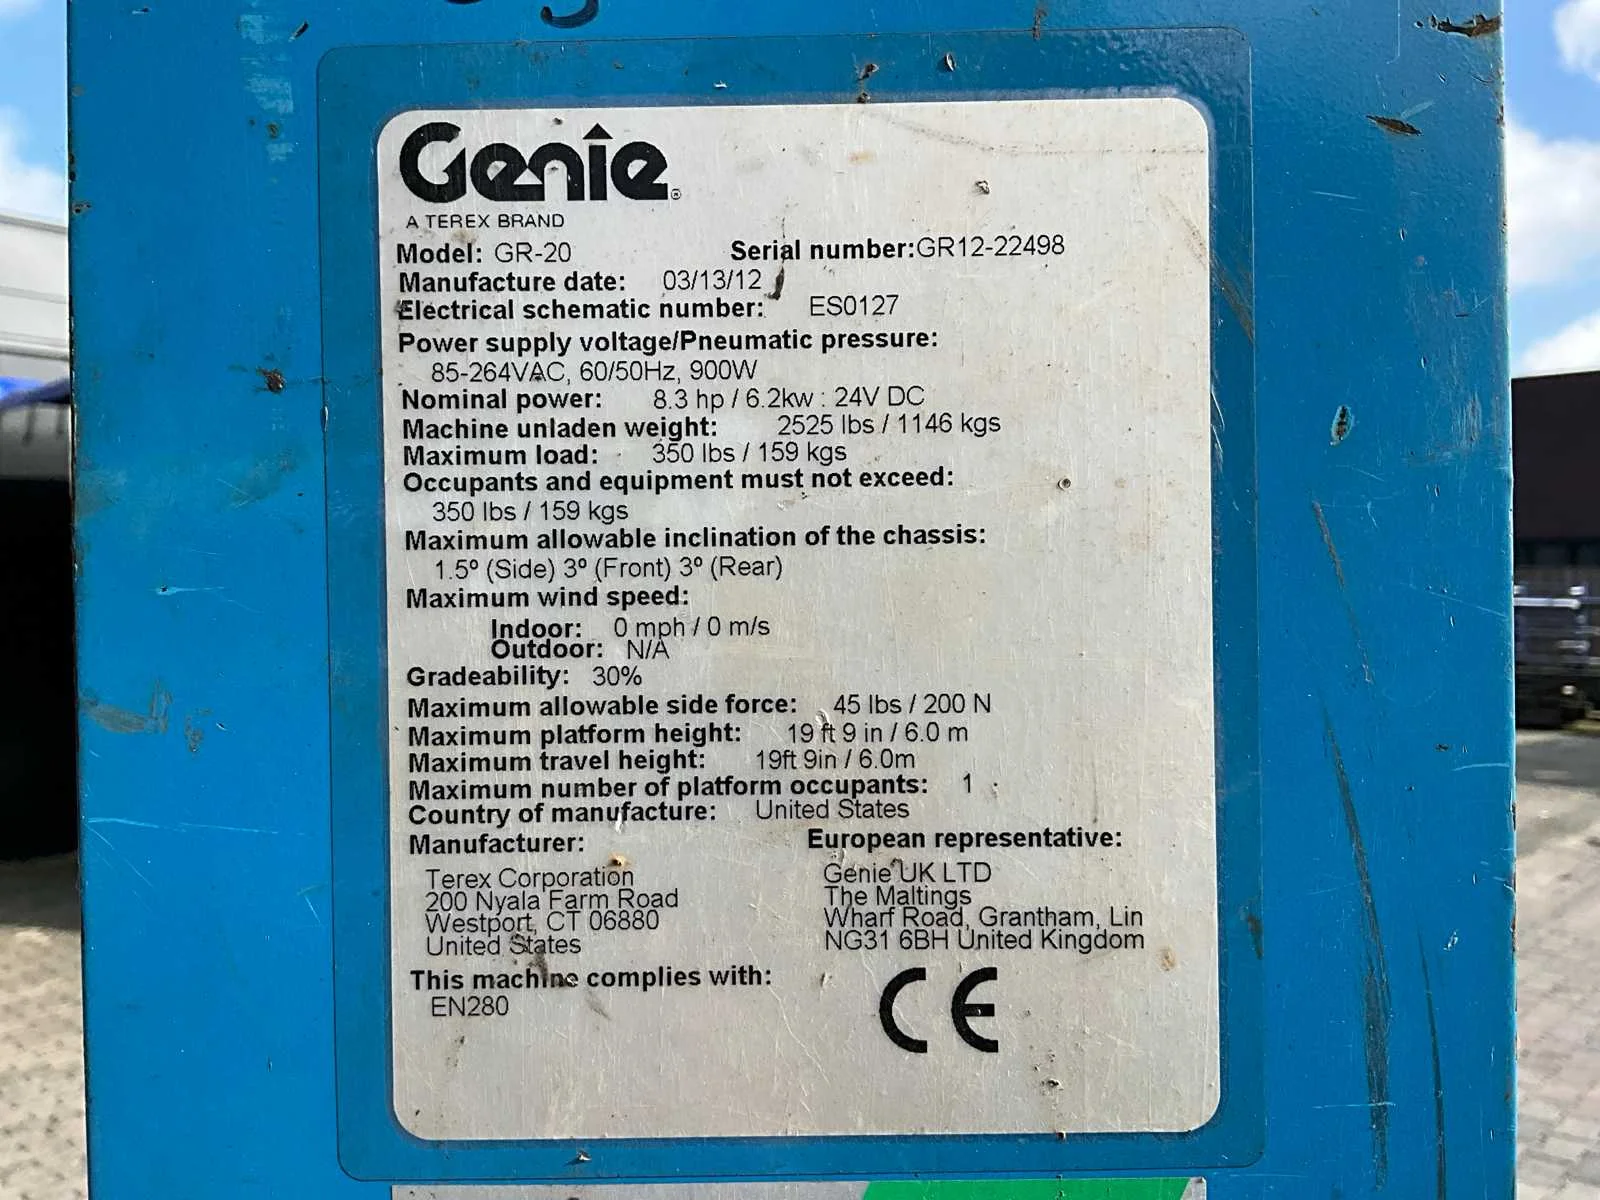 Genie®
A TEREX BRAND
Model: GR-20 Serial number:GR12-22498
Manufacture date: 03/13/12
Electrical schematic number: ES0127
Power supply voltage/Pneumatic pressure:
85-264VAC, 60/50Hz, 900W
Nominal power: 8.3 hp / 6.2kw : 24V DC
Machine unladen weight: 2525 lbs / 1146 kgs
Maximum load: 350 lbs / 159 kgs
Occupants and equipment must not exceed:
350 lbs / 159 kgs
Maximum allowable inclination of the chassis:
1.5º (Side) 3º (Front) 3º (Rear)
Maximum wind speed:
Indoor: 0 mph / 0 m/s
Outdoor: N/A
Gradeability: 30%
Maximum allowable side force: 45 lbs / 200 N
Maximum platform height: 19 ft 9 in / 6.0 m
Maximum travel height: 19ft 9in / 6.0m
Maximum number of platform occupants: 1
Country of manufacture: United States
Manufacturer: European representative:
Terex Corporation Genie UK LTD
200 Nyala Farm Road The Maltings
Westport, CT 06880 Wharf Road, Grantham, Lin
United States NG31 6BH United Kingdom
This machine complies with:
EN280
CE